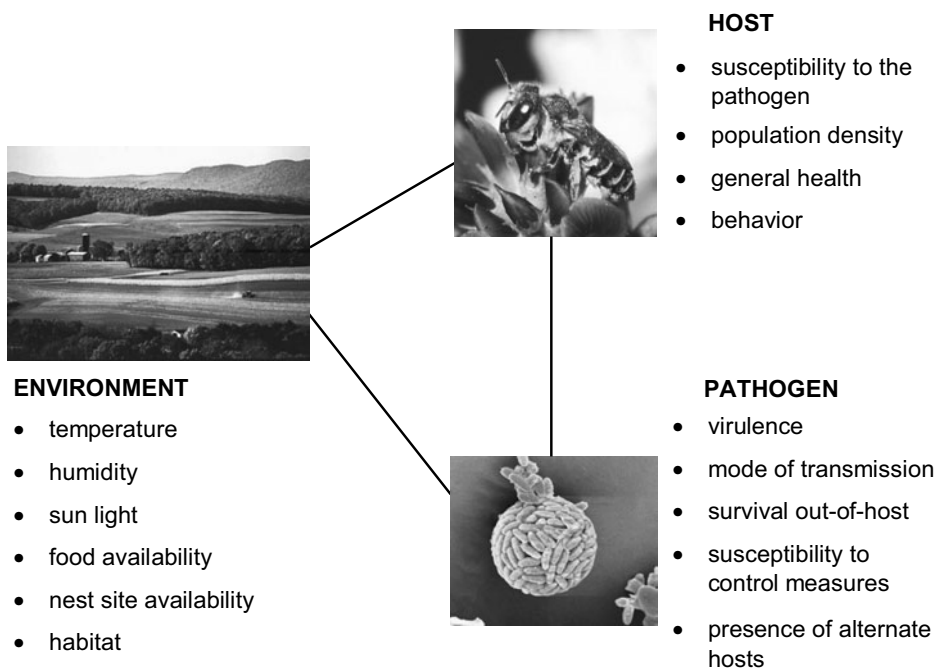 HOST
• susceptibility to the
pathogen
• population density
• general health
• behavior
ENVIRONMENT
• temperature
• humidity
• sun light
• food availability
• nest site availability
• habitat
PATHOGEN
• virulence
• mode of transmission
• survival out-of-host
• susceptibility to
control measures
• presence of alternate
hosts